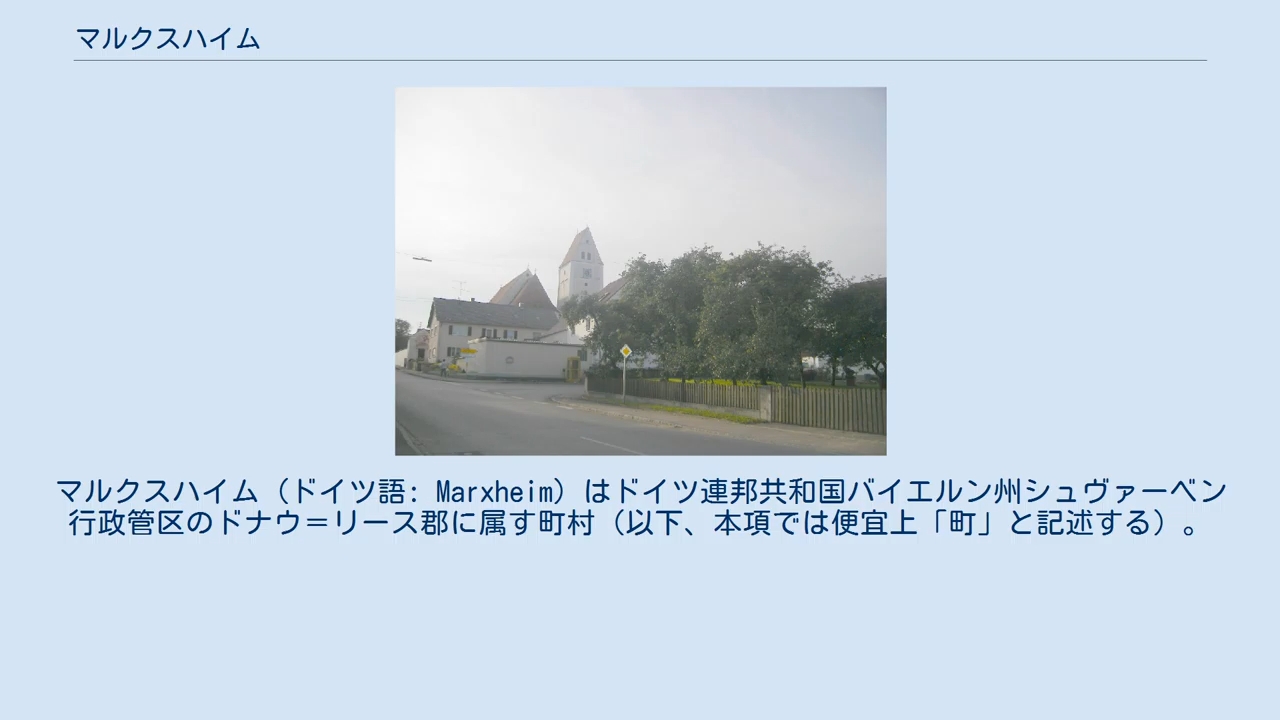 マルクスハイム
マルクスハイム（ドイツ語: Marxheim）はドイツ連邦共和国バイエルン州シュヴァーベン
行政管区のドナウ＝リース郡に属す町村（以下、本項では便宜上「町」と記述する）。